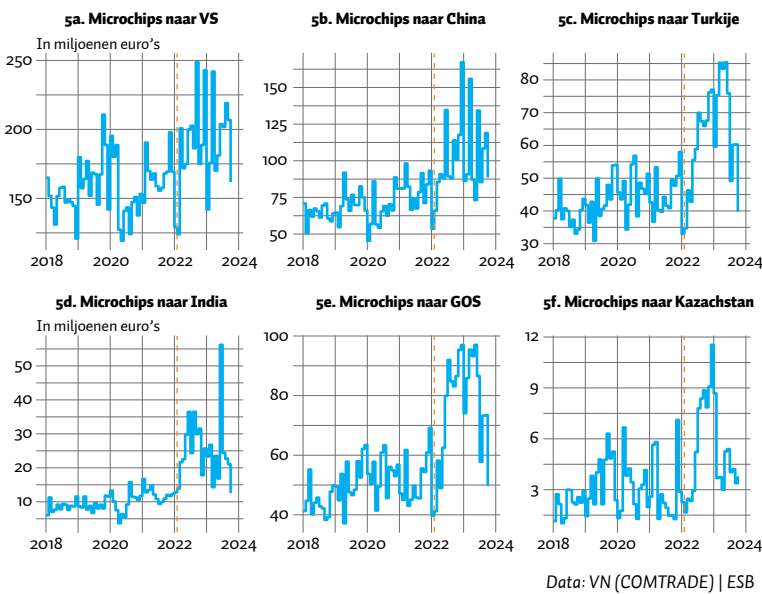 5a. Microchips naar VS
5b. Microchips naar China
5c. Microchips naar Turkije
In miljoenen euro's
250
200
150
2018 2020 2022 2024
150
125
100
75
50
2018 2020 2022 2024
80
70
60
50
40
30
2018 2020 2022 2024
5d. Microchips naar India
5e. Microchips naar GOS
5f. Microchips naar Kazachstan
In miljoenen euro's
50
40
30
20
10
2018 2020 2022 2024
100
80
60
40
2018 2020 2022 2024
12
9
6
3
2018 2020 2022 2024
Data: VN (COMTRADE) | ESB